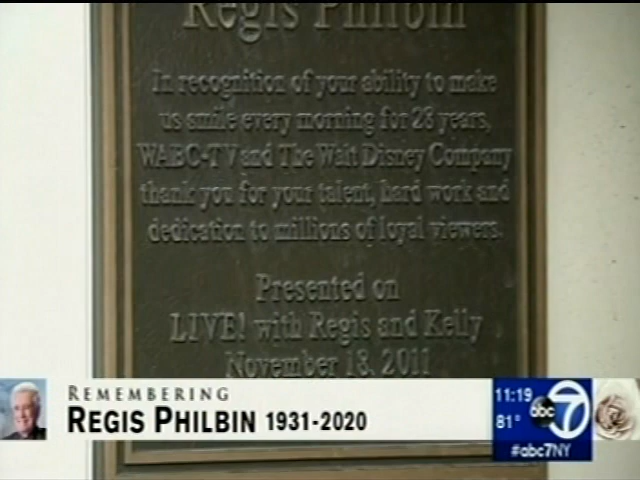 Regis Philbin
In recognition of your ability to make
us smile every morning for 28 years,
WABC-TV and The Walt Disney Company
thank you for your talent, hard work and
dedication to millions of loyal viewers.
Presented on
LIVE! with Regis and Kelly
November 18, 2011
REMEMBERING
REGIS PHILBIN 1931-2020
11:19
81°
abc 7
#abc7NY